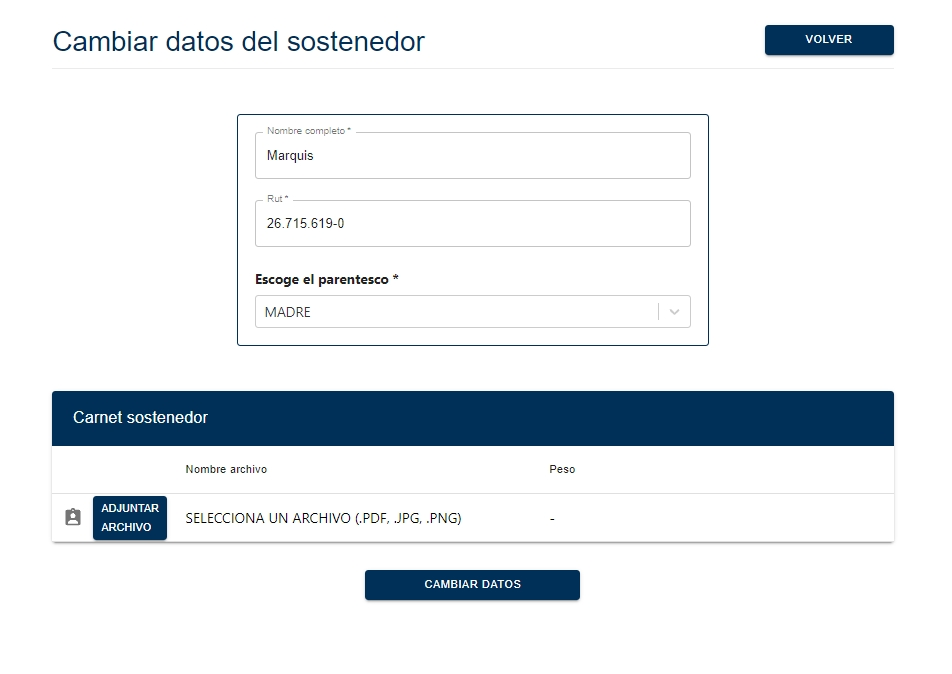 Cambiar datos del sostenedor
VOLVER
Nombre completo *
Marquis
Rut *
26.715.619-0
Escoge el parentesco *
MADRE
Carnet sostenedor
Nombre archivo Peso
ADJUNTAR
ARCHIVO
SELECCIONA UN ARCHIVO (.PDF, .JPG, .PNG) -
CAMBIAR DATOS